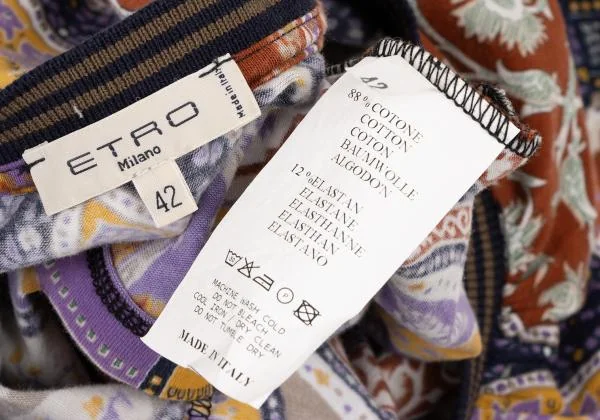 ETRO
Milano
Made in Italy
42
42
88%COTONE
COTTON
COTON
BAUMWOLLE
ALGODO'N
12%ELASTAN
ELASTANE
ELASTHANNE
ELASTHAN
ELASTANO
MACHINE WASH COLD
DO NOT BLEACH
COOL IRON / DRY CLEAN
DO NOT TUMBLE DRY
MADE IN ITALY